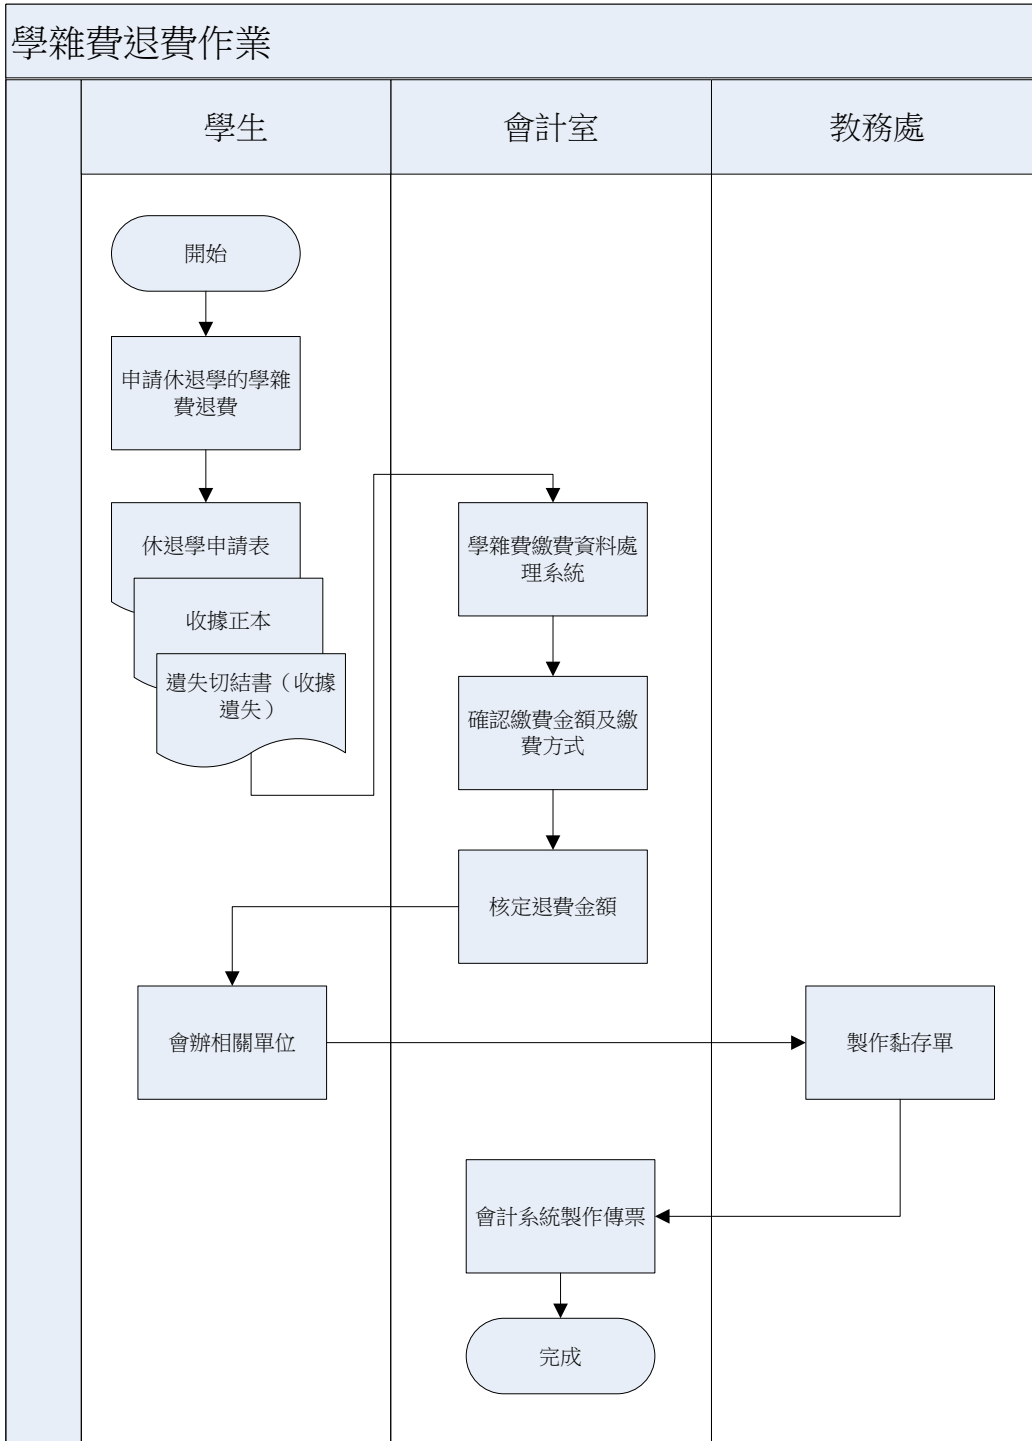 學雜費退費作業
學生
會計室
教務處
開始
申請休退學的學雜
費退費
休退學申請表
收據正本
遺失切結書（收據
遺失）
學雜費繳費資料處
理系統
確認繳費金額及繳
費方式
核定退費金額
會辦相關單位
製作黏存單
會計系統製作傳票
完成